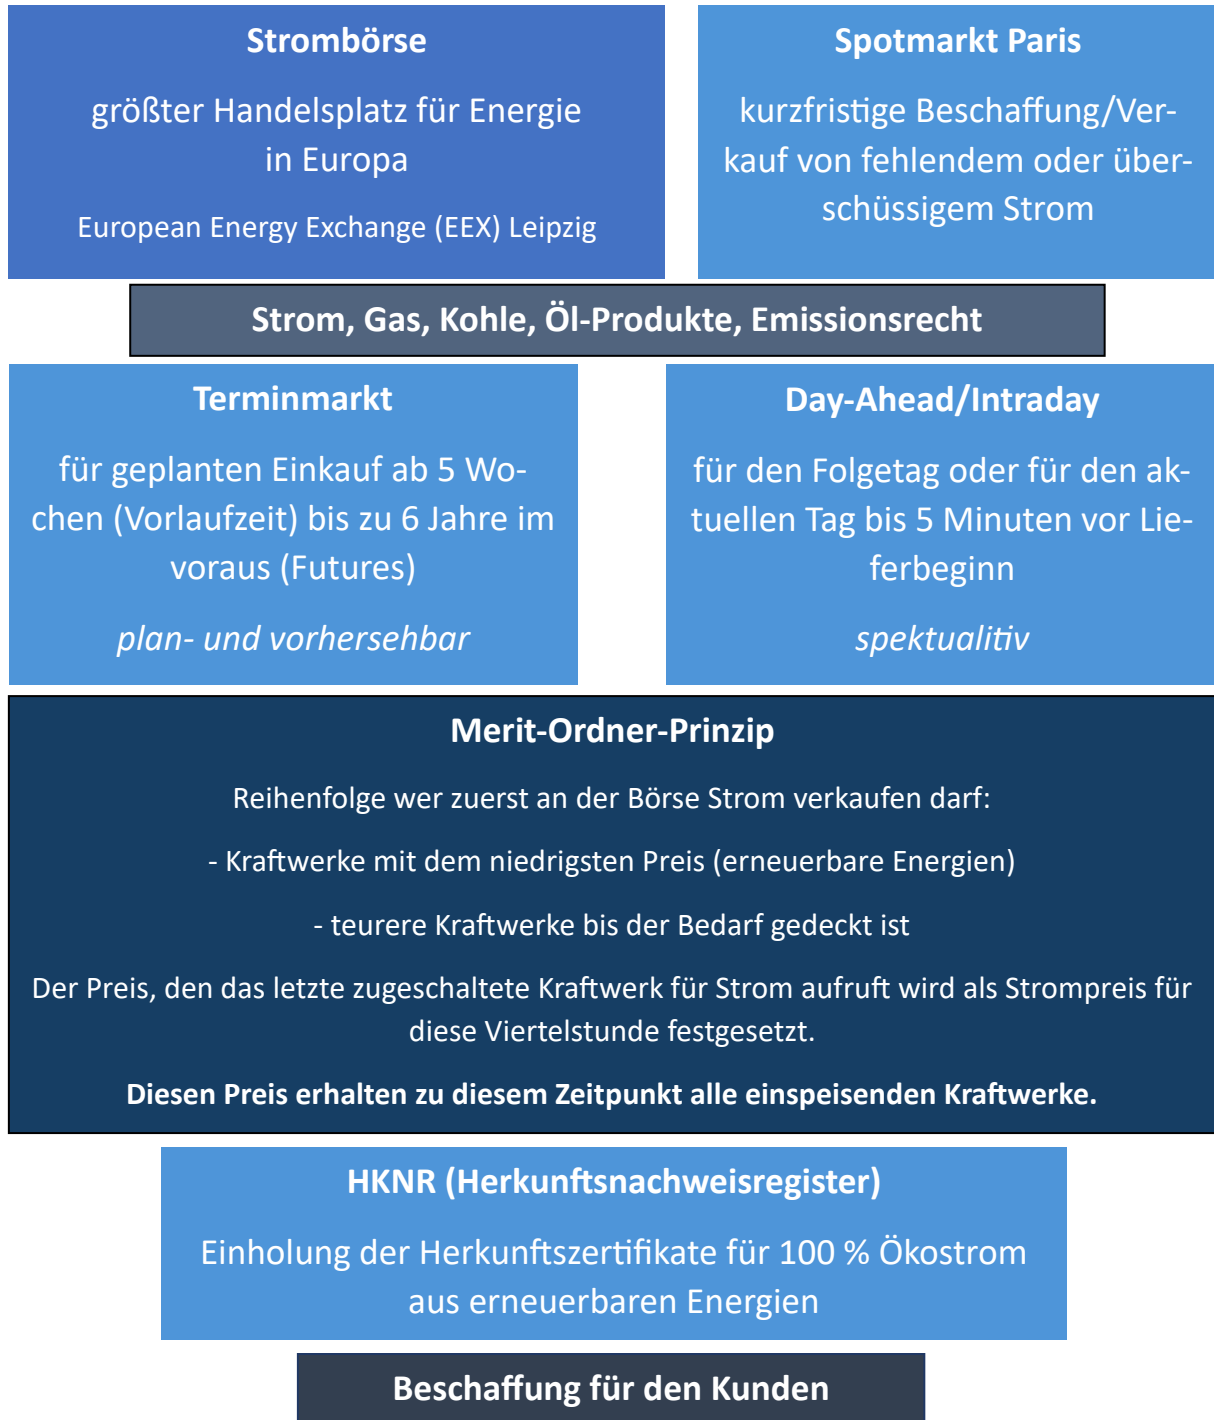 Strombörse
größter Handelsplatz für Energie
in Europa
European Energy Exchange (EEX) Leipzig
Spotmarkt Paris
kurzfristige Beschaffung/Ver-
kauf von fehlendem oder über-
schüssigem Strom
Strom, Gas, Kohle, Öl-Produkte, Emissionsrecht
Terminmarkt
für geplanten Einkauf ab 5 Wo-
chen (Vorlaufzeit) bis zu 6 Jahre im
voraus (Futures)
plan- und vorhersehbar
Day-Ahead/Intraday
für den Folgetag oder für den ak-
tuellen Tag bis 5 Minuten vor Lie-
ferbeginn
spektualitiv
Merit-Ordner-Prinzip
Reihenfolge wer zuerst an der Börse Strom verkaufen darf:
- Kraftwerke mit dem niedrigsten Preis (erneuerbare Energien)
- teurere Kraftwerke bis der Bedarf gedeckt ist
Der Preis, den das letzte zugeschaltete Kraftwerk für Strom aufruft wird als Strompreis für
diese Viertelstunde festgesetzt.
Diesen Preis erhalten zu diesem Zeitpunkt alle einspeisenden Kraftwerke.
HKNR (Herkunftsnachweisregister)
Einholung der Herkunftszertifikate für 100 % Ökostrom
aus erneuerbaren Energien
Beschaffung für den Kunden